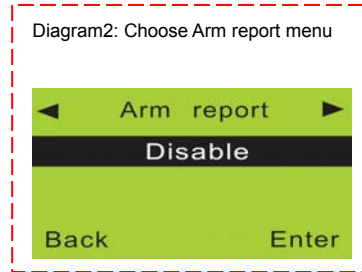 Diagram2: Choose Arm report menu
◄ Arm report ►
Disable
Back Enter